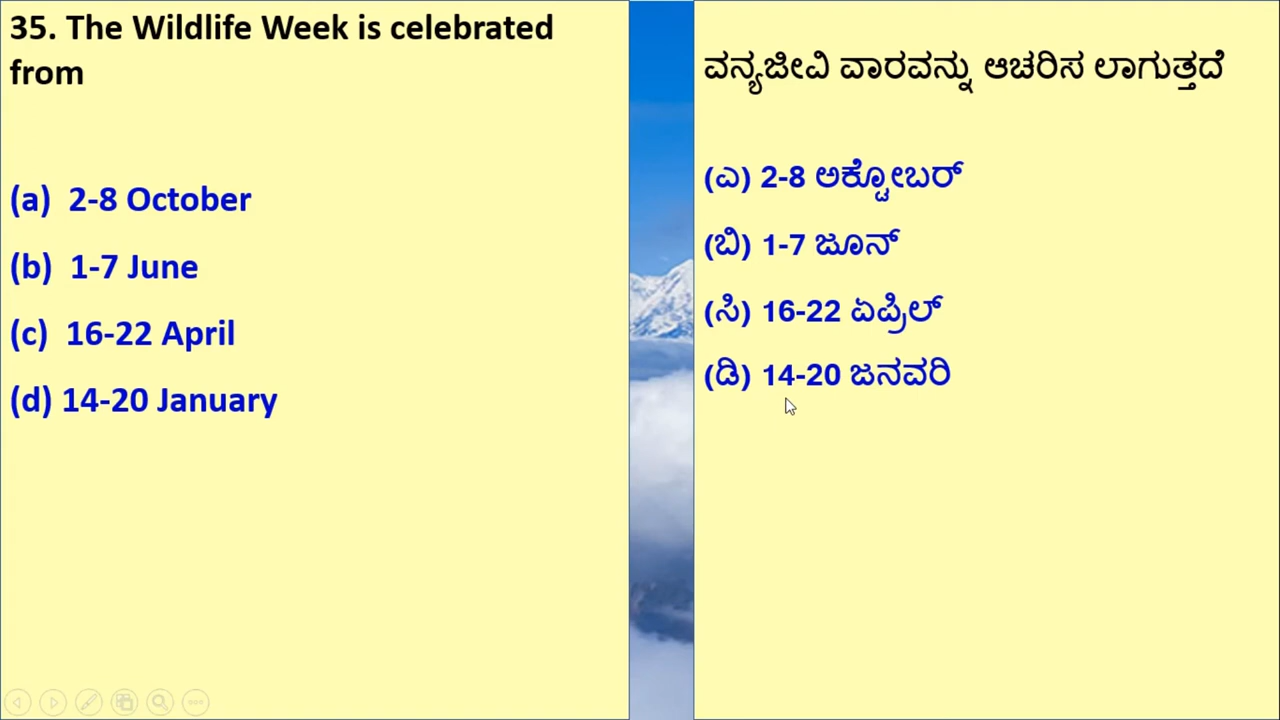 35. The Wildlife Week is celebrated
from
(a) 2-8 October
(b) 1-7 June
(c) 16-22 April
(d) 14-20 January
ವನ್ಯಜೀವಿ ವಾರವನ್ನು ಆಚರಿಸ ಲಾಗುತ್ತದೆ
(ಎ) 2-8 ಅಕ್ಟೋಬರ್
(ಬಿ) 1-7 ಜೂನ್
(ಸಿ) 16-22 ಏಪ್ರಿಲ್
(ಡಿ) 14-20 ಜನವರಿ